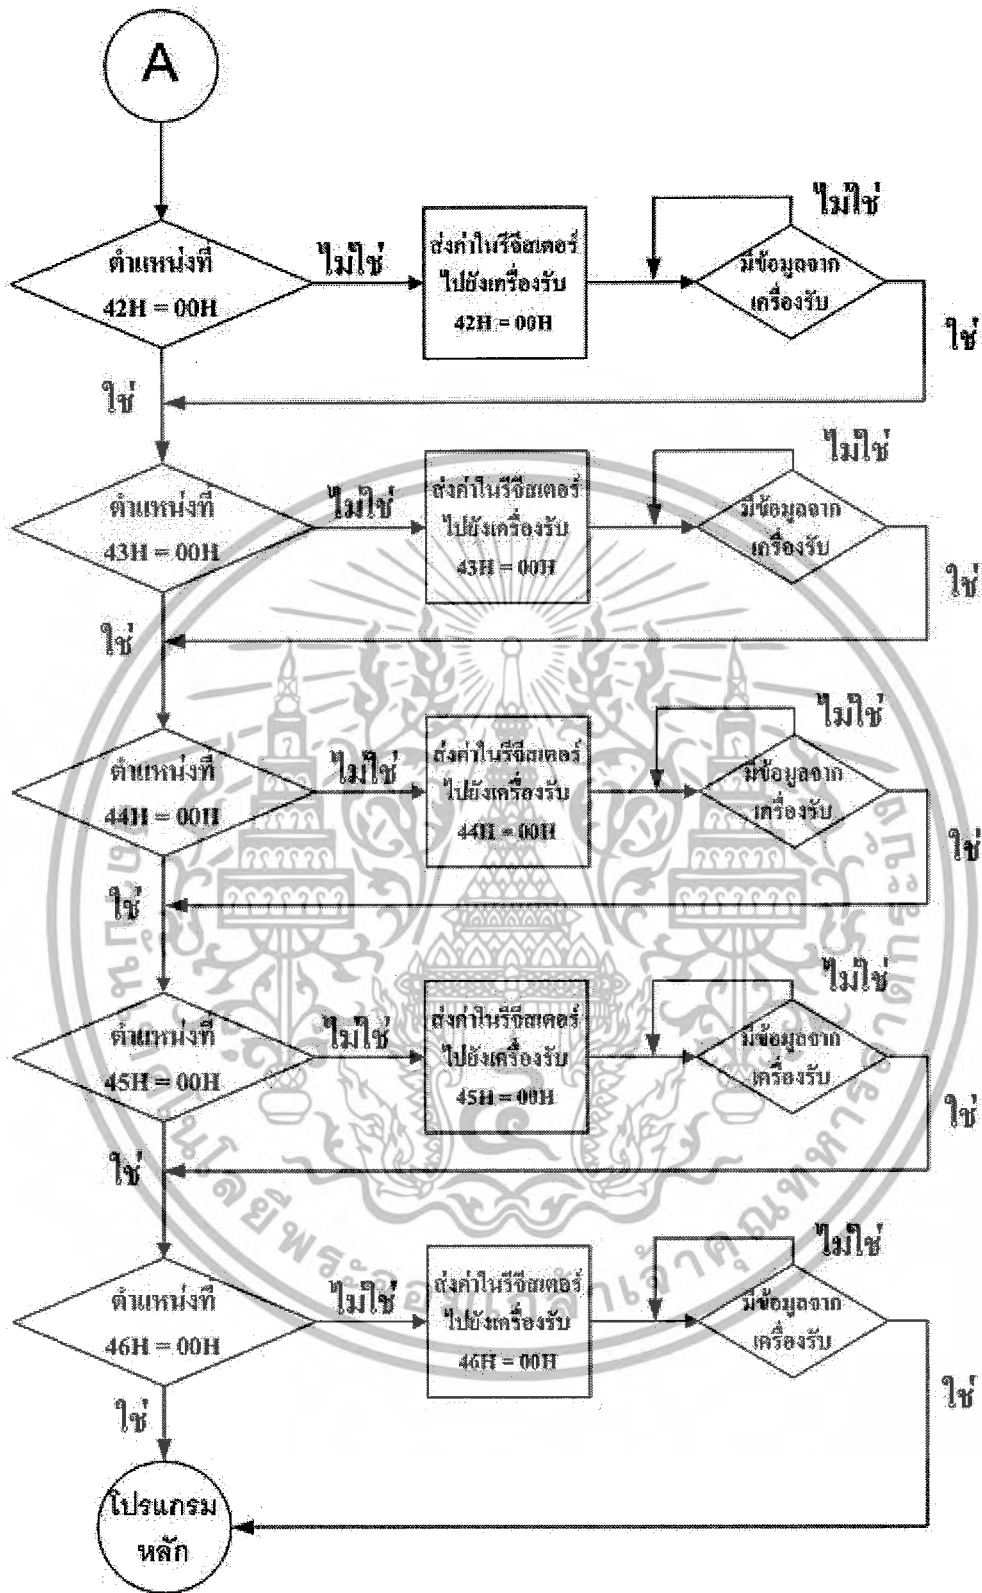 A
ตำแหน่งที่
42H = 00H
ไม่ใช่
ส่งค่าในรีจิสเตอร์
ไปยังเครื่องรับ
42H = 00H
ไม่ใช่
มีข้อมูลจาก
เครื่องรับ
ใช่
ใช่
ตำแหน่งที่
43H = 00H
ไม่ใช่
ส่งค่าในรีจิสเตอร์
ไปยังเครื่องรับ
43H = 00H
ไม่ใช่
มีข้อมูลจาก
เครื่องรับ
ใช่
ใช่
ตำแหน่งที่
44H = 00H
ไม่ใช่
ส่งค่าในรีจิสเตอร์
ไปยังเครื่องรับ
44H = 00H
ไม่ใช่
มีข้อมูลจาก
เครื่องรับ
ใช่
ใช่
ตำแหน่งที่
45H = 00H
ไม่ใช่
ส่งค่าในรีจิสเตอร์
ไปยังเครื่องรับ
45H = 00H
ไม่ใช่
มีข้อมูลจาก
เครื่องรับ
ใช่
ใช่
ตำแหน่งที่
46H = 00H
ไม่ใช่
ส่งค่าในรีจิสเตอร์
ไปยังเครื่องรับ
46H = 00H
ไม่ใช่
มีข้อมูลจาก
เครื่องรับ
ใช่
ใช่
โปรแกรม
หลัก